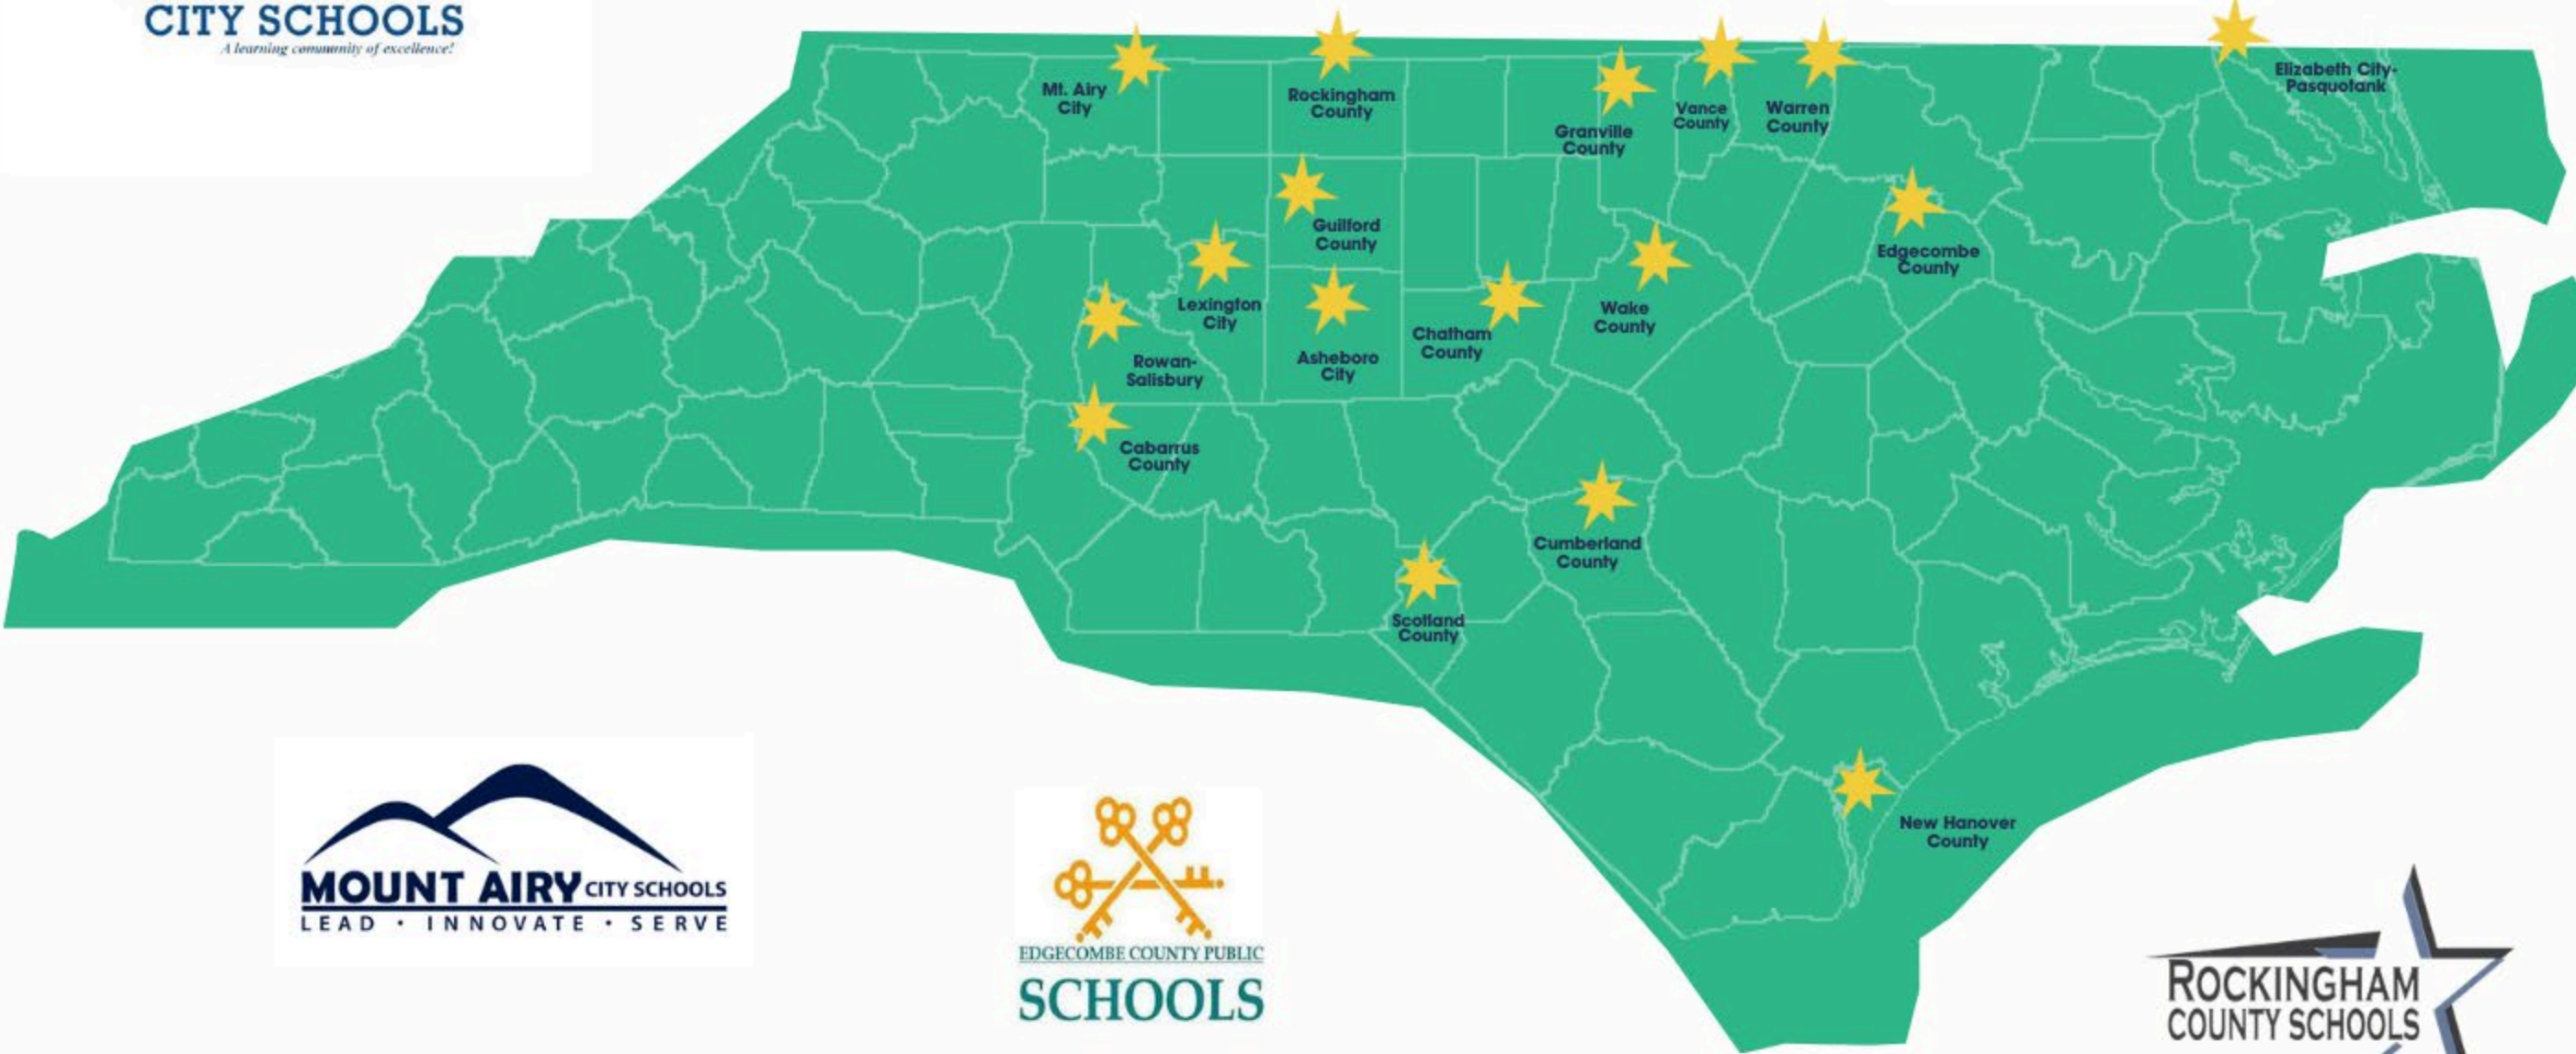 CITY SCHOOLS
A learning community of excellence!
Mt. Airy
City
Rockingham
County
Granville
County
Vance
County
Warren
County
Elizabeth City-
Pasquotank
Guilford
County
Edgecombe
County
Lexington
City
Asheboro
City
Chatham
County
Wake
County
Rowan-
Salisbury
Cabarrus
County
Cumberland
County
Scotland
County
New Hanover
County
MOUNT AIRY CITY SCHOOLS
LEAD • INNOVATE • SERVE
EDGECOMBE COUNTY PUBLIC
SCHOOLS
ROCKINGHAM
COUNTY SCHOOLS